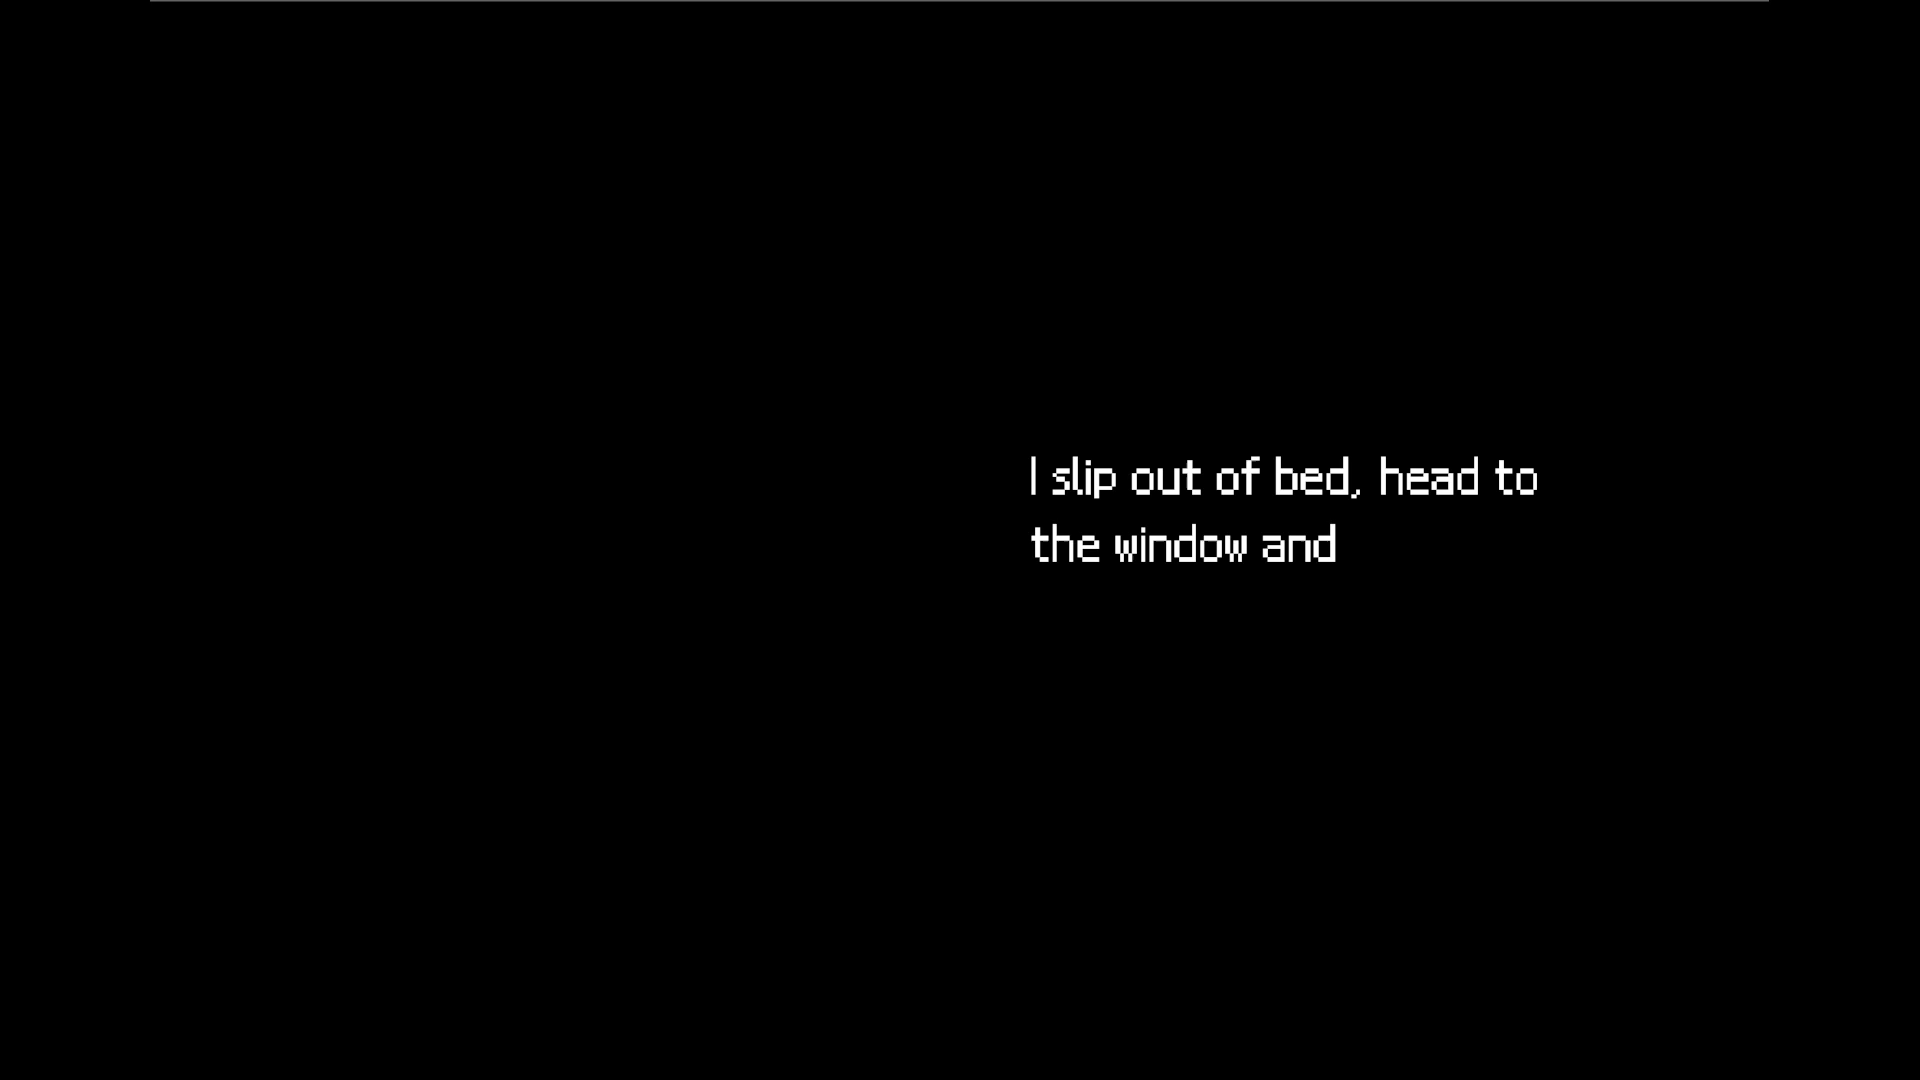 I slip out of bed, head to
the window and